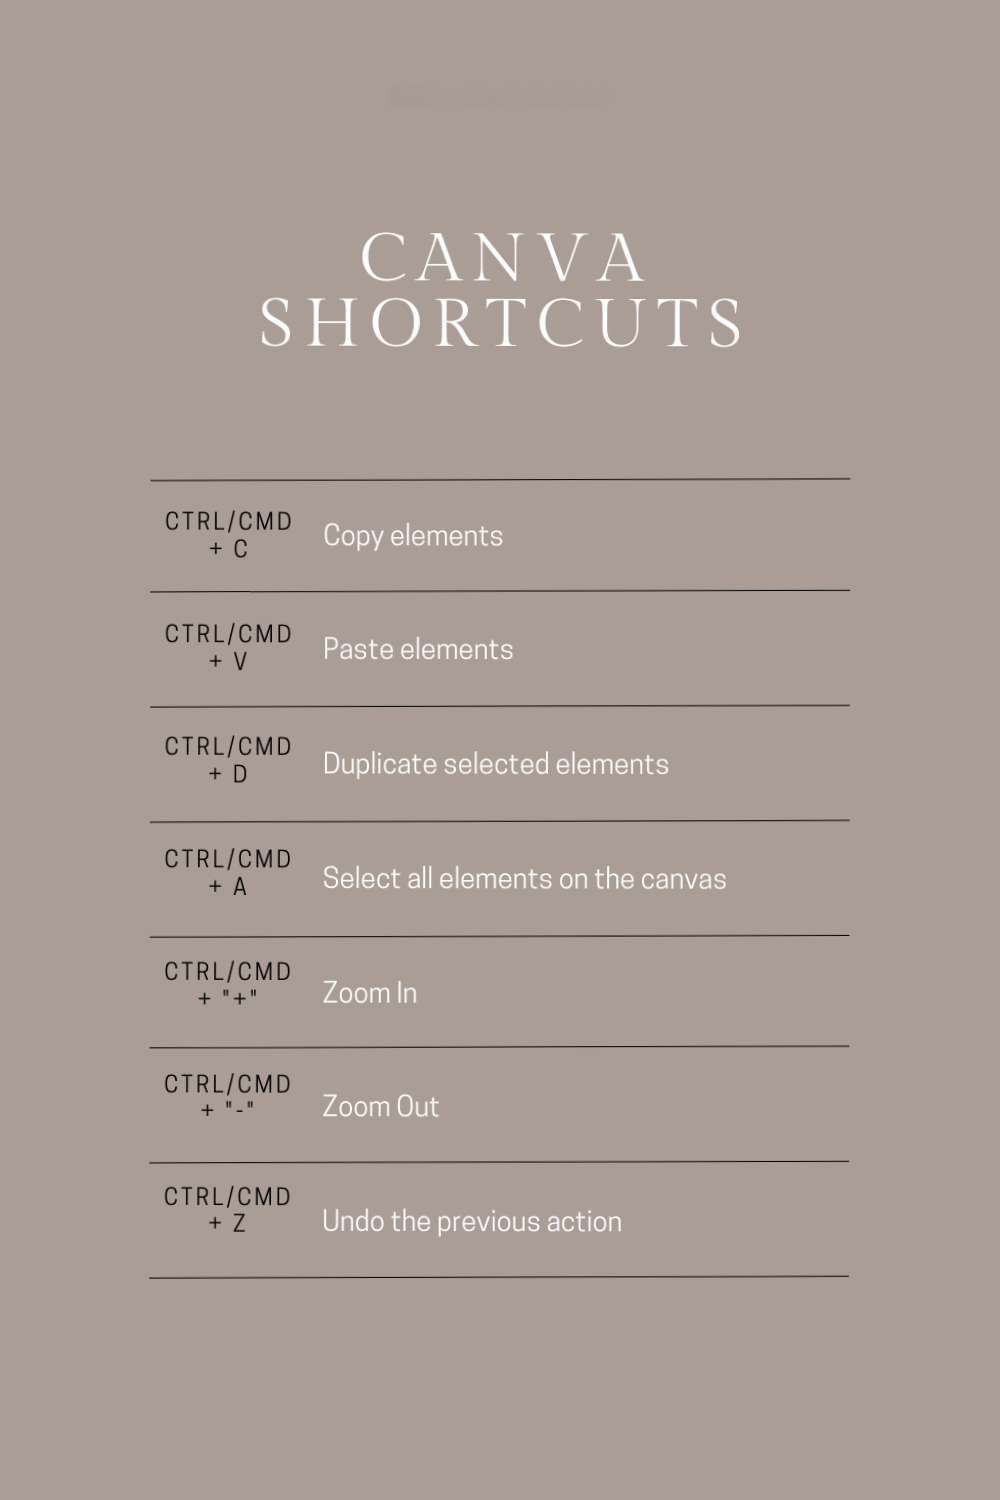 CANVA
SHORTCUTS
CTRL/CMD
+ C
Copy elements
CTRL/CMD
+ V
Paste elements
CTRL/CMD
+ D
Duplicate selected elements
CTRL/CMD
+ A
Select all elements on the canvas
CTRL/CMD
+ "+"
Zoom In
CTRL/CMD
+ "-"
Zoom Out
CTRL/CMD
+ Z
Undo the previous action